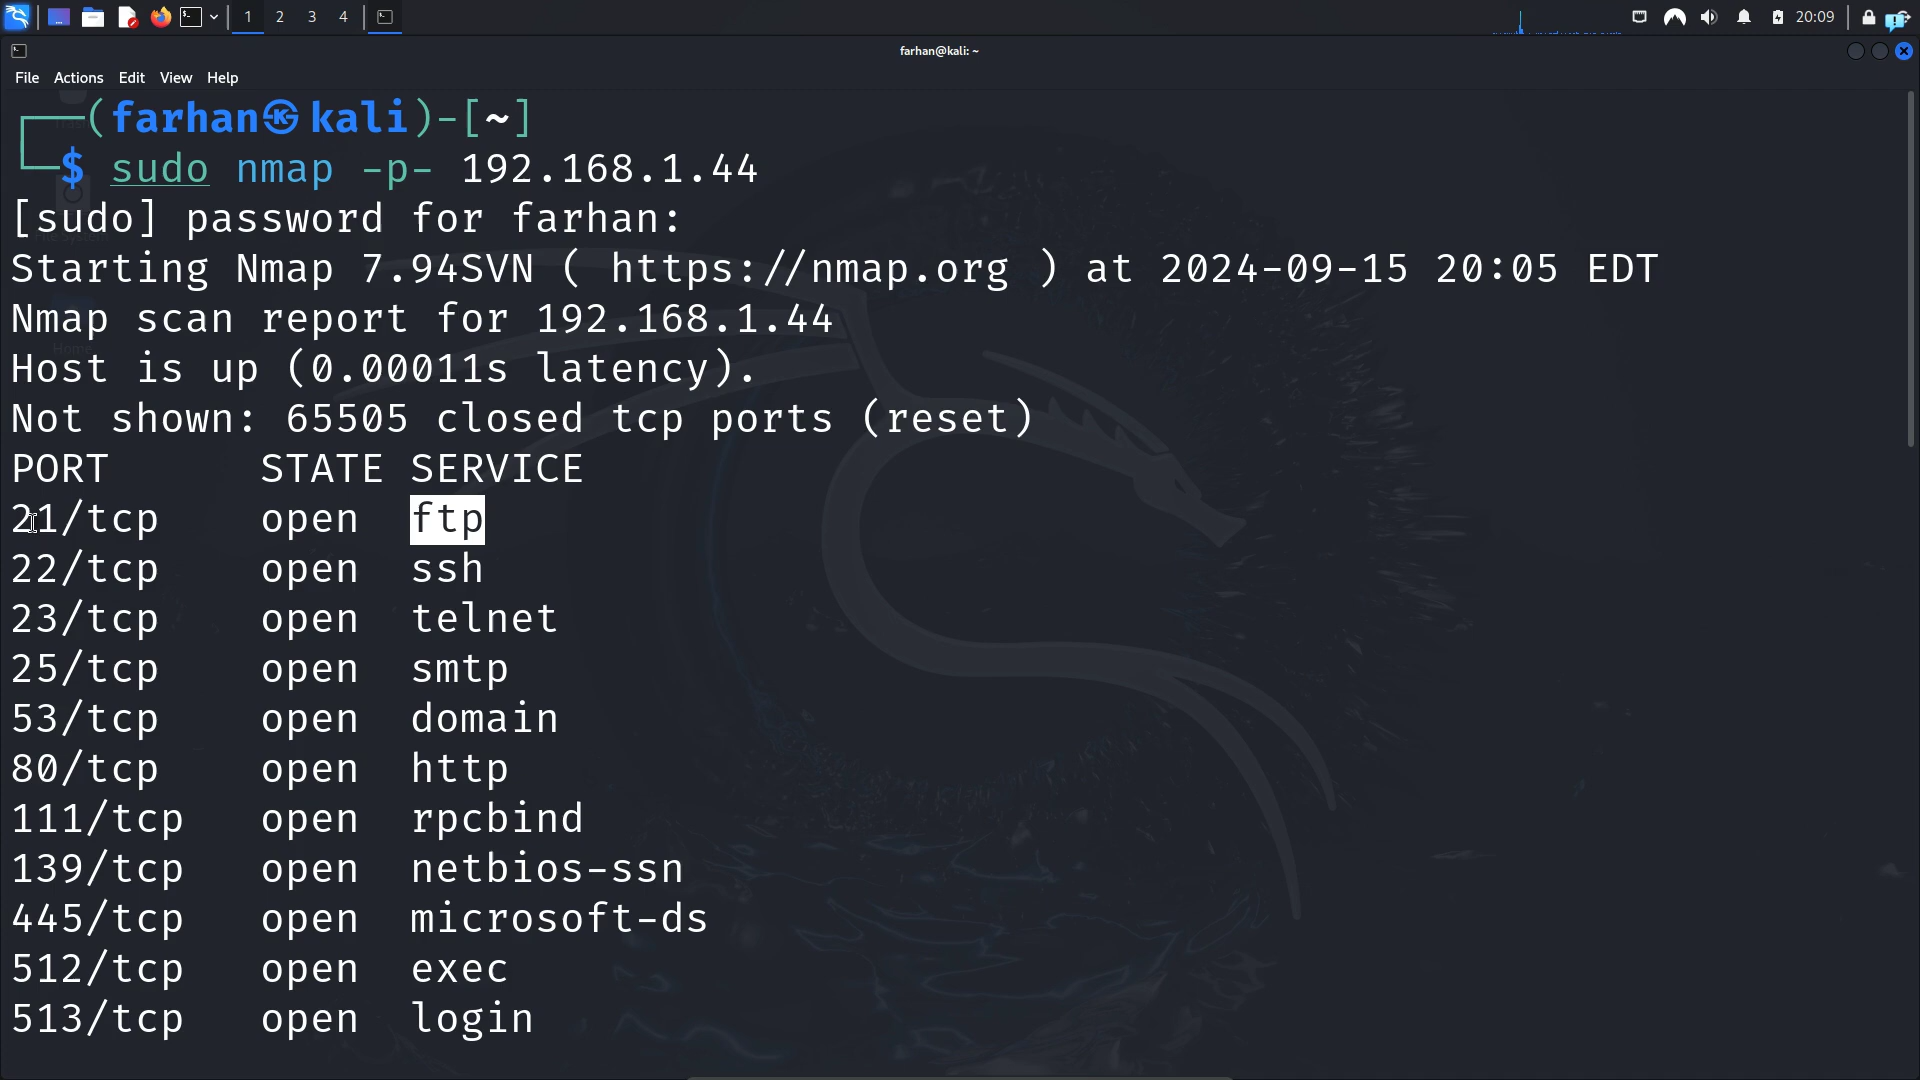 1 2 3 4 20:09
farhan@kali: ~
File Actions Edit View Help
┌──(farhan㉿kali)-[~]
└─$ sudo nmap -p- 192.168.1.44
[sudo] password for farhan:
Starting Nmap 7.94SVN ( https://nmap.org ) at 2024-09-15 20:05 EDT
Nmap scan report for 192.168.1.44
Host is up (0.00011s latency).
Not shown: 65505 closed tcp ports (reset)
PORT STATE SERVICE
21/tcp open ftp
22/tcp open ssh
23/tcp open telnet
25/tcp open smtp
53/tcp open domain
80/tcp open http
111/tcp open rpcbind
139/tcp open netbios-ssn
445/tcp open microsoft-ds
512/tcp open exec
513/tcp open login